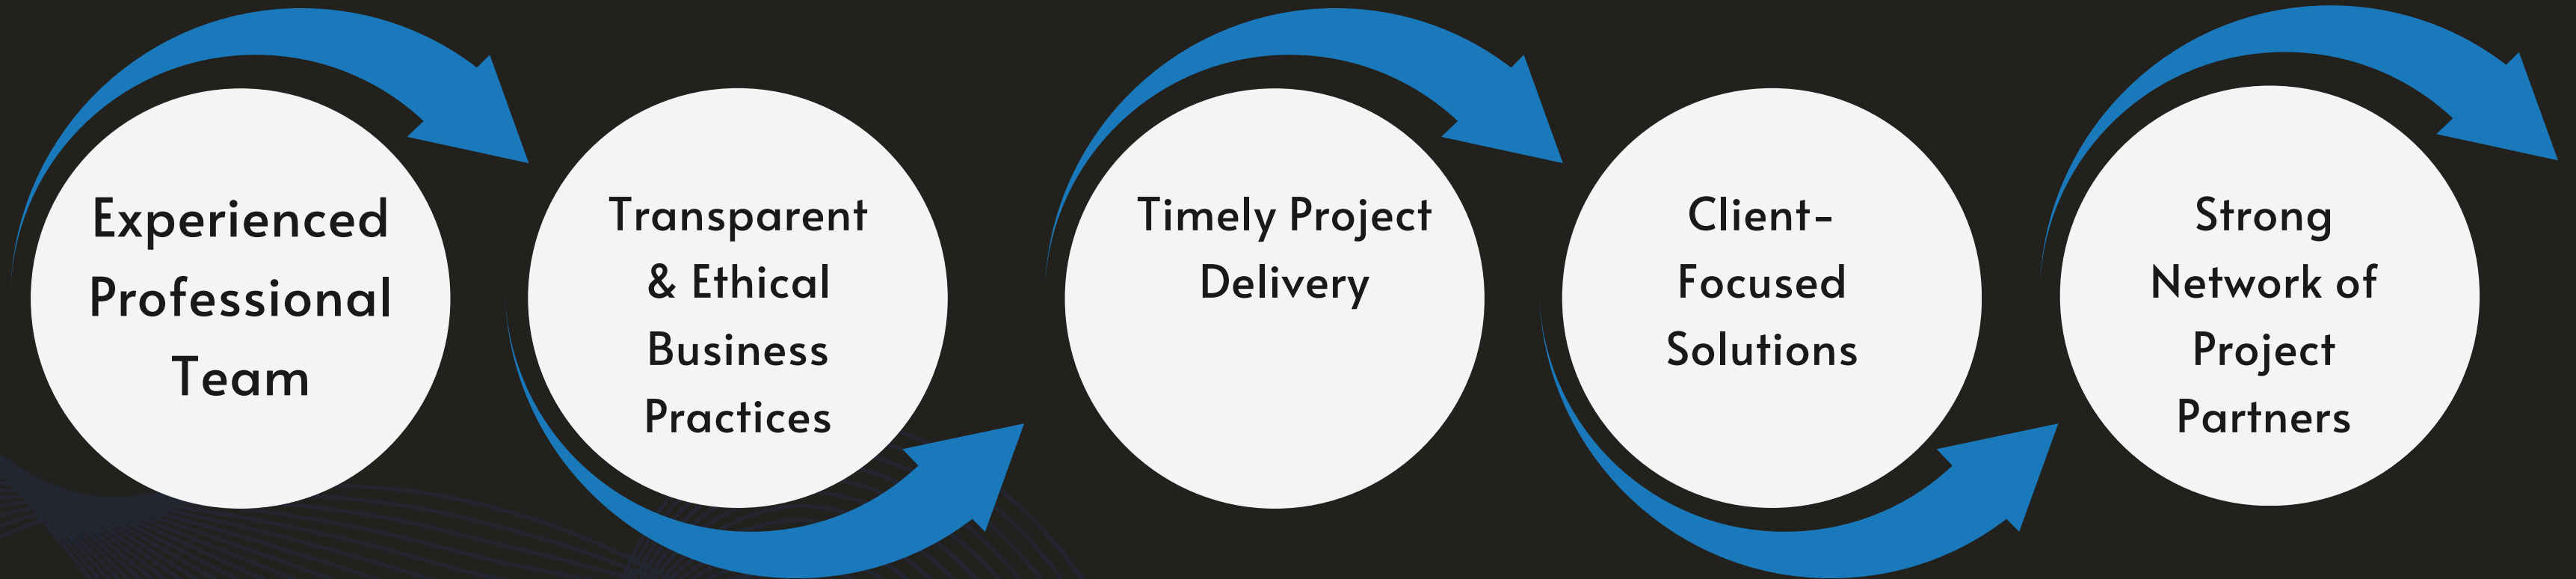 Experienced
Professional
Team
Transparent
& Ethical
Business
Practices
Timely Project
Delivery
Client-
Focused
Solutions
Strong
Network of
Project
Partners